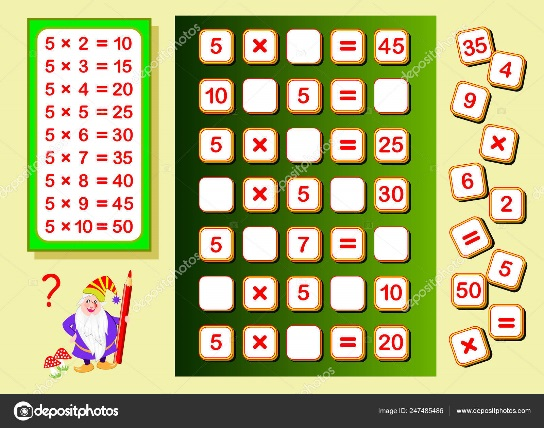 5 × 2 = 10
5 × 3 = 15
5 × 4 = 20
5 × 5 = 25
5 × 6 = 30
5 × 7 = 35
5 × 8 = 40
5 × 9 = 45
5 × 10 = 50
?
5 × = 45
10 5 =
5 × = 25
× 5 30
5 7 =
× 5 10
5 × = 20
35
4
9
×
6
2
=
5
50
=
×
depositphotos
Image ID: 247485486 | www.depositphotos.com